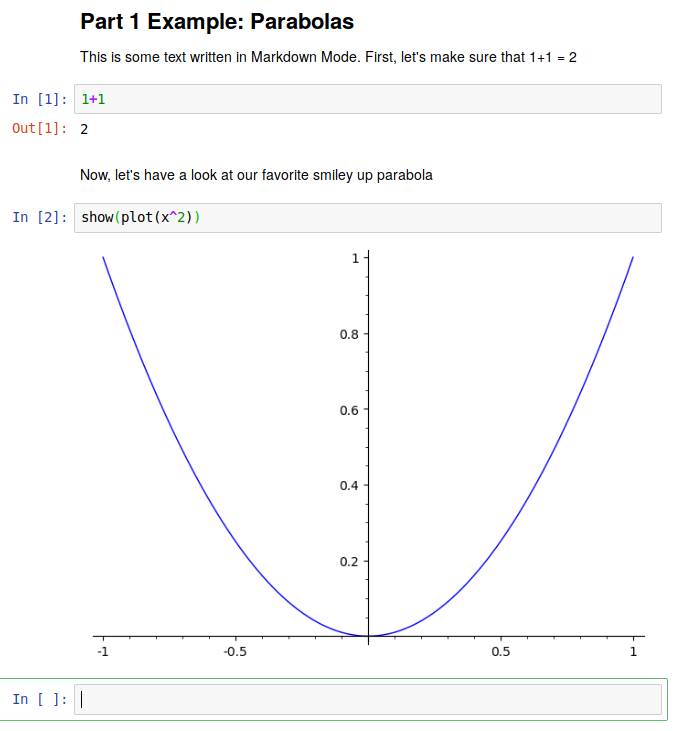 Part 1 Example: Parabolas
This is some text written in Markdown Mode. First, let's make sure that 1+1 = 2
In [1]: 1+1
Out[1]: 2
Now, let's have a look at our favorite smiley up parabola
In [2]: show(plot(x^2))
1
0.8
0.6
0.4
0.2
-1 -0.5 0.5 1
In [ ]: